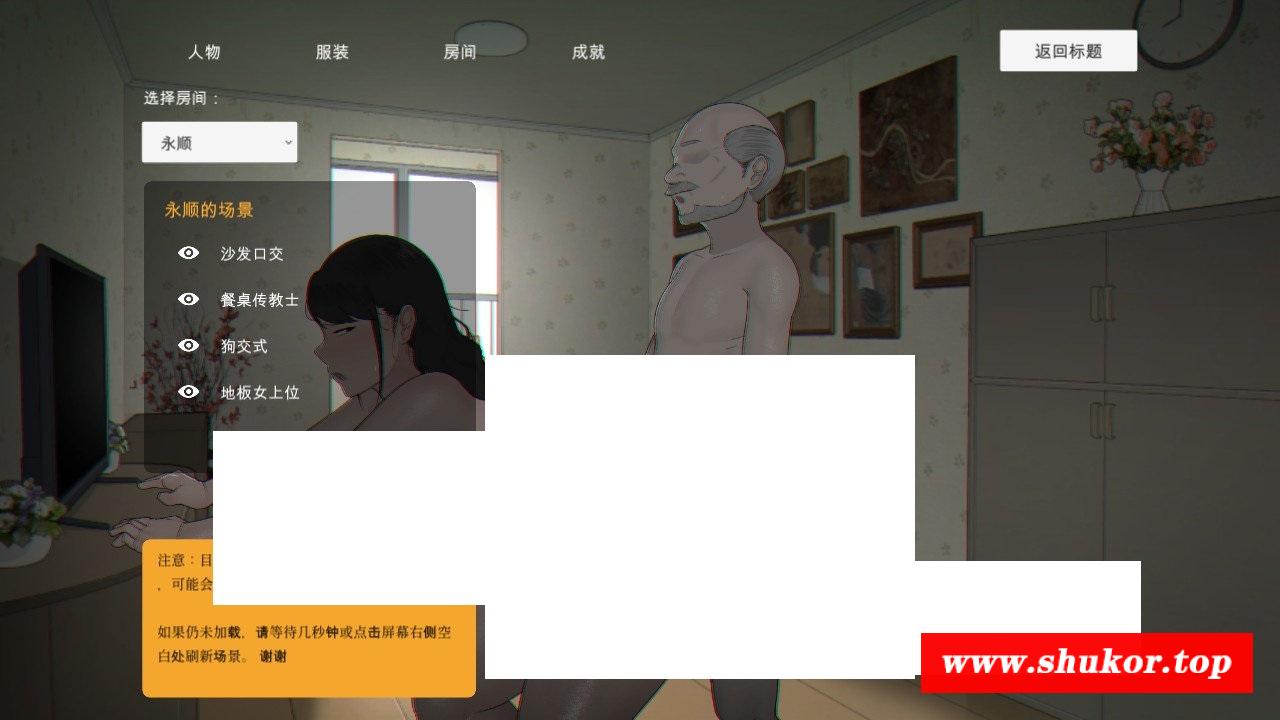 人物
服装
房间
成就
返回标题
选择房间：
永顺
永顺的场景
沙发口交
餐桌传教士
狗交式
地板女上位
注意：目
，可能会
如果仍未加载，请等待几秒钟或点击屏幕右侧空
白处刷新场景。 谢谢
www.shukor.top